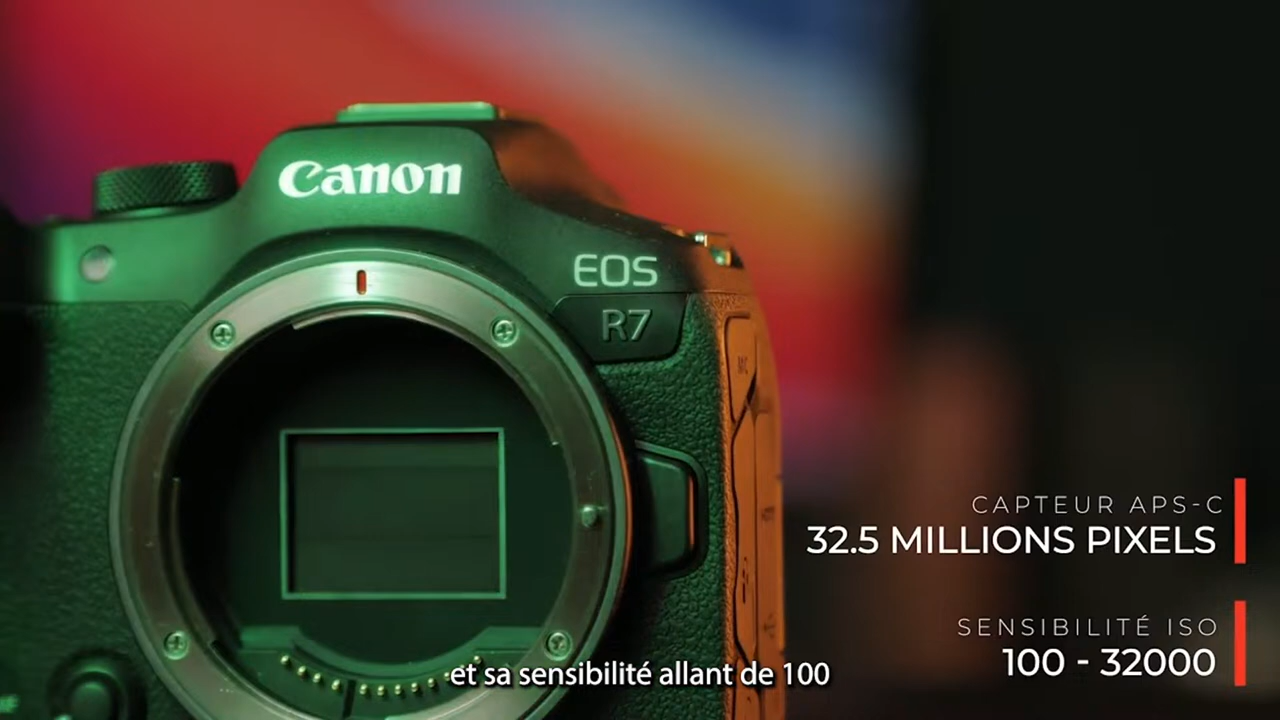 Canon
EOS
R7
MIC
CAPTEUR APS-C
32.5 MILLIONS PIXELS
SENSIBILITÉ ISO
100 - 32000
et sa sensibilité allant de 100